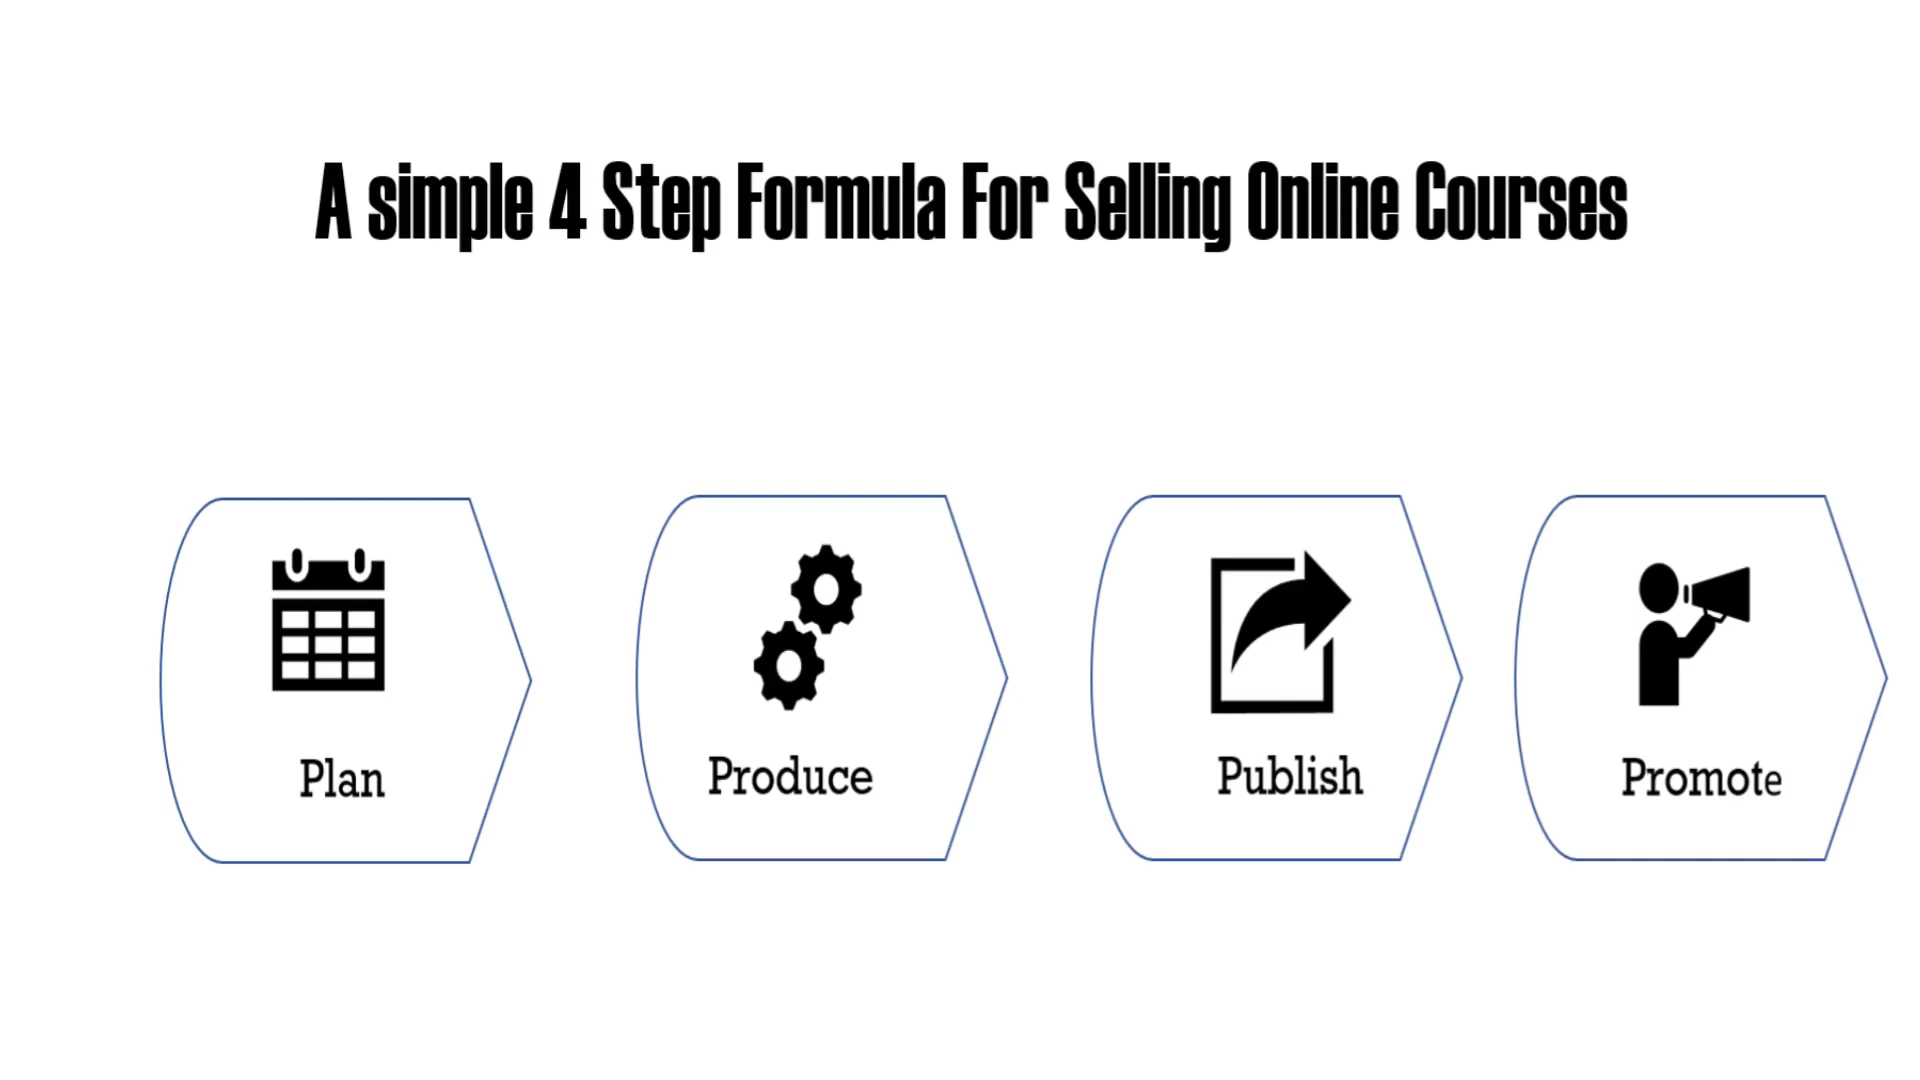 A simple 4 Step Formula For Selling Online Courses
Plan
Produce
Publish
Promote